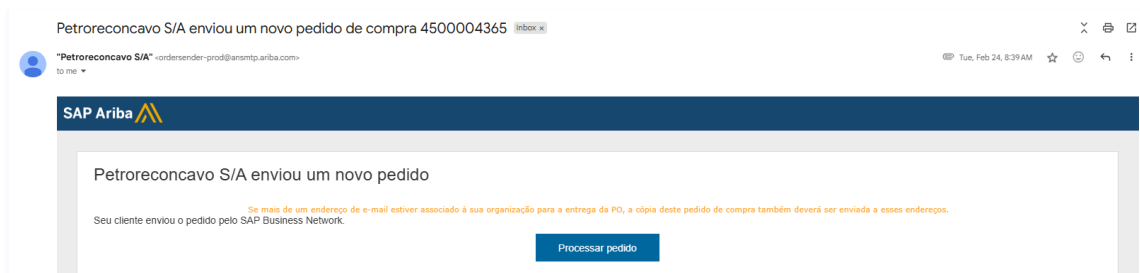 Petroreconcavo S/A enviou um novo pedido de compra 4500004365 Inbox x
"Petroreconcavo S/A" <ordersender-prod@ansmtp.ariba.com>
Tue, Feb 24, 8:39 AM
to me
SAP Ariba
Petroreconcavo S/A enviou um novo pedido
Se mais de um endereço de e-mail estiver associado à sua organização para a entrega da PO, a cópia deste pedido de compra também deverá ser enviada a esses endereços.
Seu cliente enviou o pedido pelo SAP Business Network.
Processar pedido